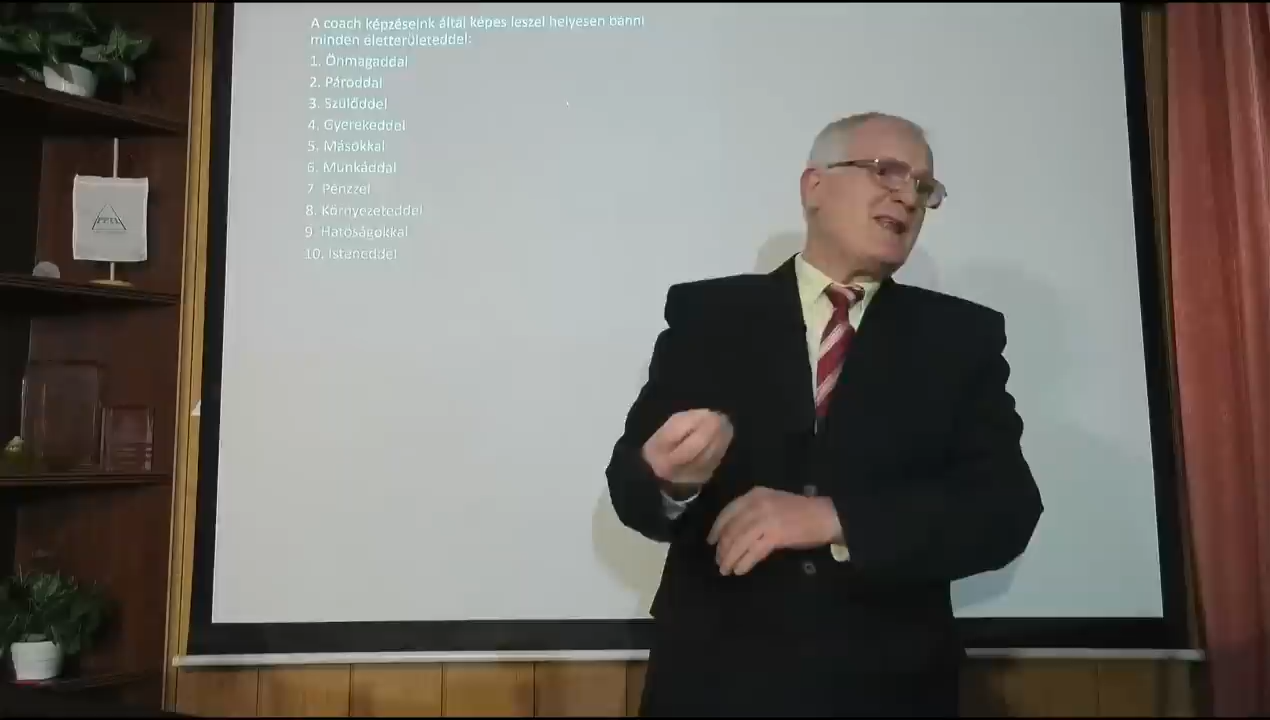 A coach képzéseink által képes leszel helyesen bánni
minden életterületeddel:
1. Önmagaddal
2. Pároddal
3. Szülőddel
4. Gyerekeddel
5. Másokkal
6. Munkáddal
7. Pénzzel
8. Környezeteddel
9. Hatóságokkal
10. Isteneddel